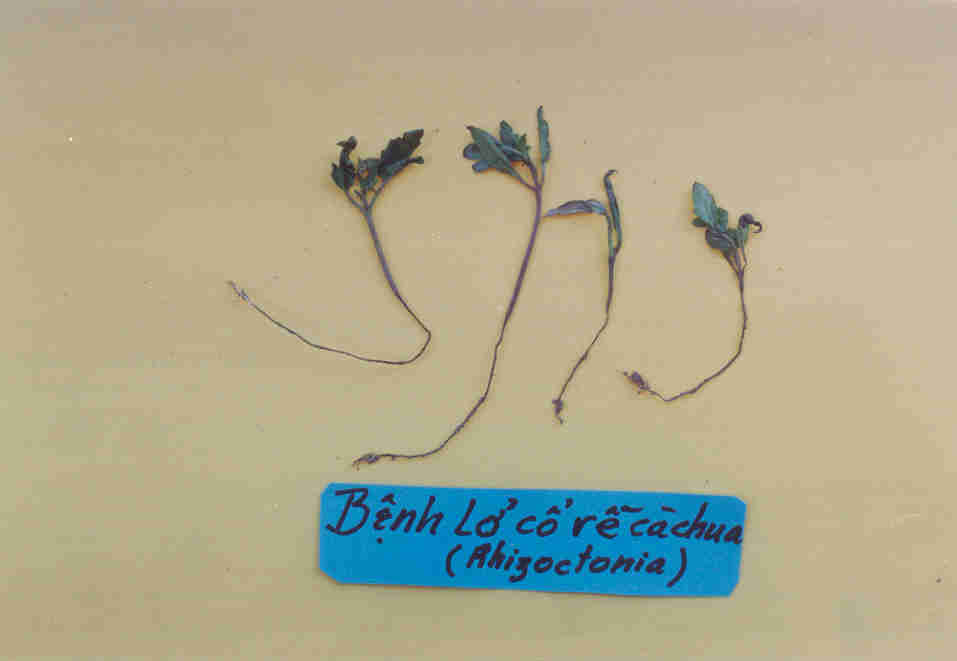 Bệnh Lở cổ rễ cà chua
(Rhizoctonia)